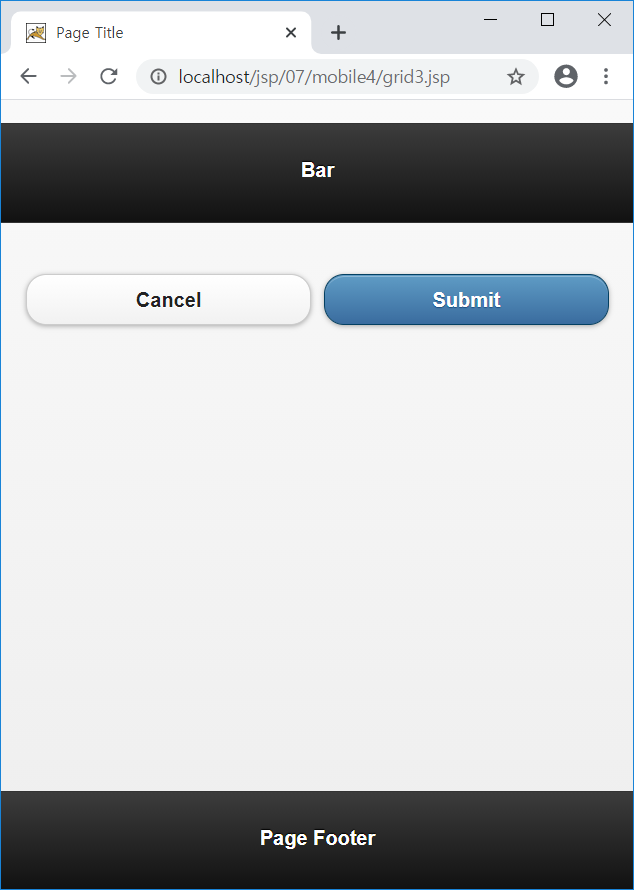 Page Title
localhost/jsp/07/mobile4/grid3.jsp
Bar
Cancel Submit
Page Footer